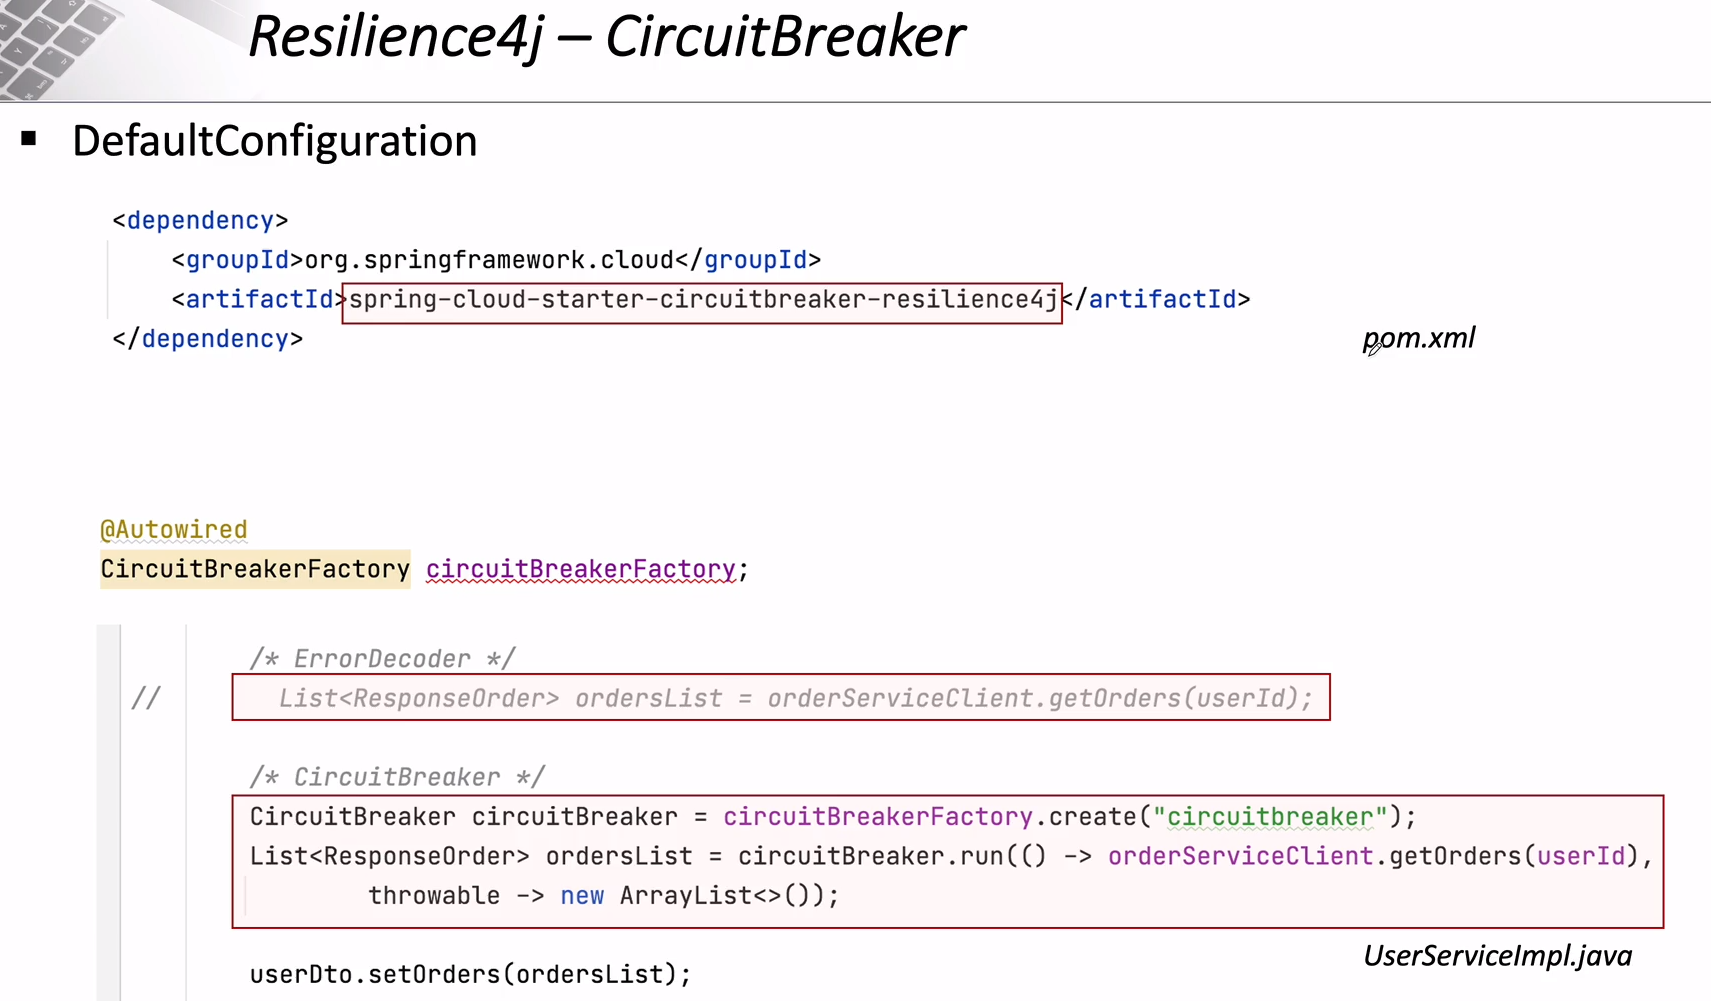 Resilience4j – CircuitBreaker
▪ DefaultConfiguration
<dependency>
<groupId>org.springframework.cloud</groupId>
<artifactId>spring-cloud-starter-circuitbreaker-resilience4j</artifactId>
</dependency>
pom.xml
@Autowired
CircuitBreakerFactory circuitBreakerFactory;
/* ErrorDecoder */
// List<ResponseOrder> ordersList = orderServiceClient.getOrders(userId);
/* CircuitBreaker */
CircuitBreaker circuitBreaker = circuitBreakerFactory.create("circuitbreaker");
List<ResponseOrder> ordersList = circuitBreaker.run(() -> orderServiceClient.getOrders(userId),
throwable -> new ArrayList<>());
UserServiceImpl.java
userDto.setOrders(ordersList);